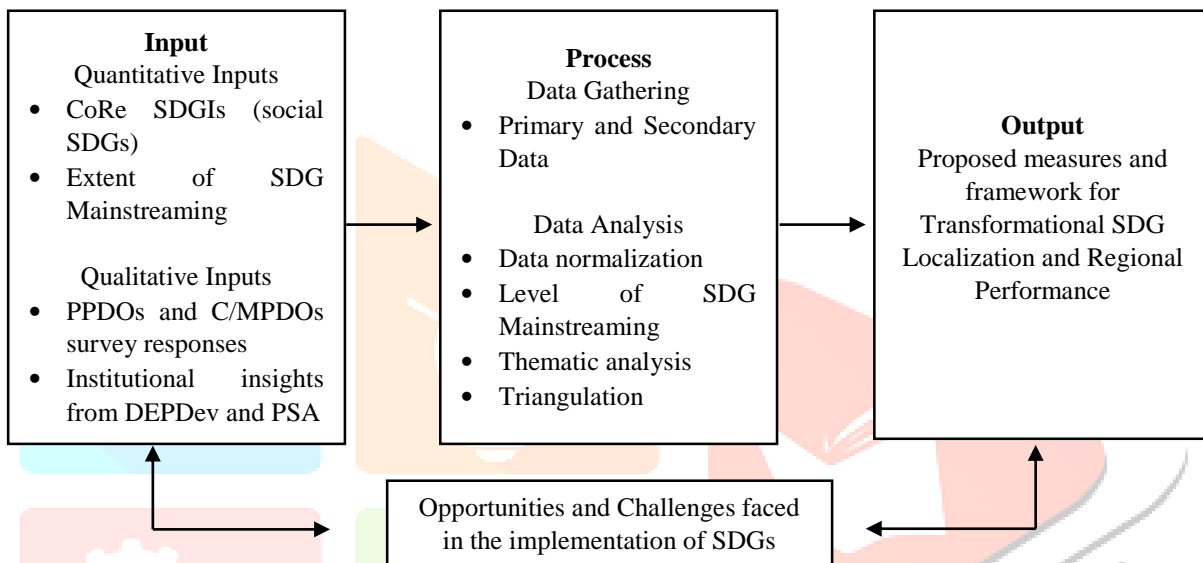 Input
Quantitative Inputs
• CoRe SDGIs (social
SDGs)
• Extent of SDG
Mainstreaming
Qualitative Inputs
• PPDOs and C/MPDOs
survey responses
• Institutional insights
from DEPDev and PSA
Process
Data Gathering
• Primary and Secondary
Data
Data Analysis
• Data normalization
• Level of SDG
Mainstreaming
• Thematic analysis
• Triangulation
Output
Proposed measures and
framework for
Transformational SDG
Localization and Regional
Performance
Opportunities and Challenges faced
in the implementation of SDGs